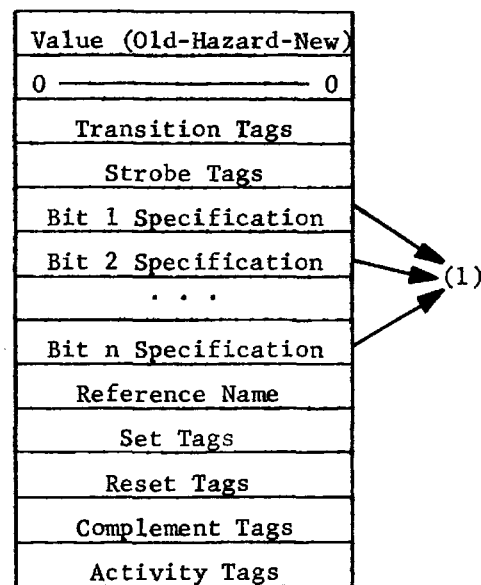 Value (Old-Hazard-New)
0 ——————— 0
Transition Tags
Strobe Tags
Bit 1 Specification
Bit 2 Specification
(1)
. . .
Bit n Specification
Reference Name
Set Tags
Reset Tags
Complement Tags
Activity Tags